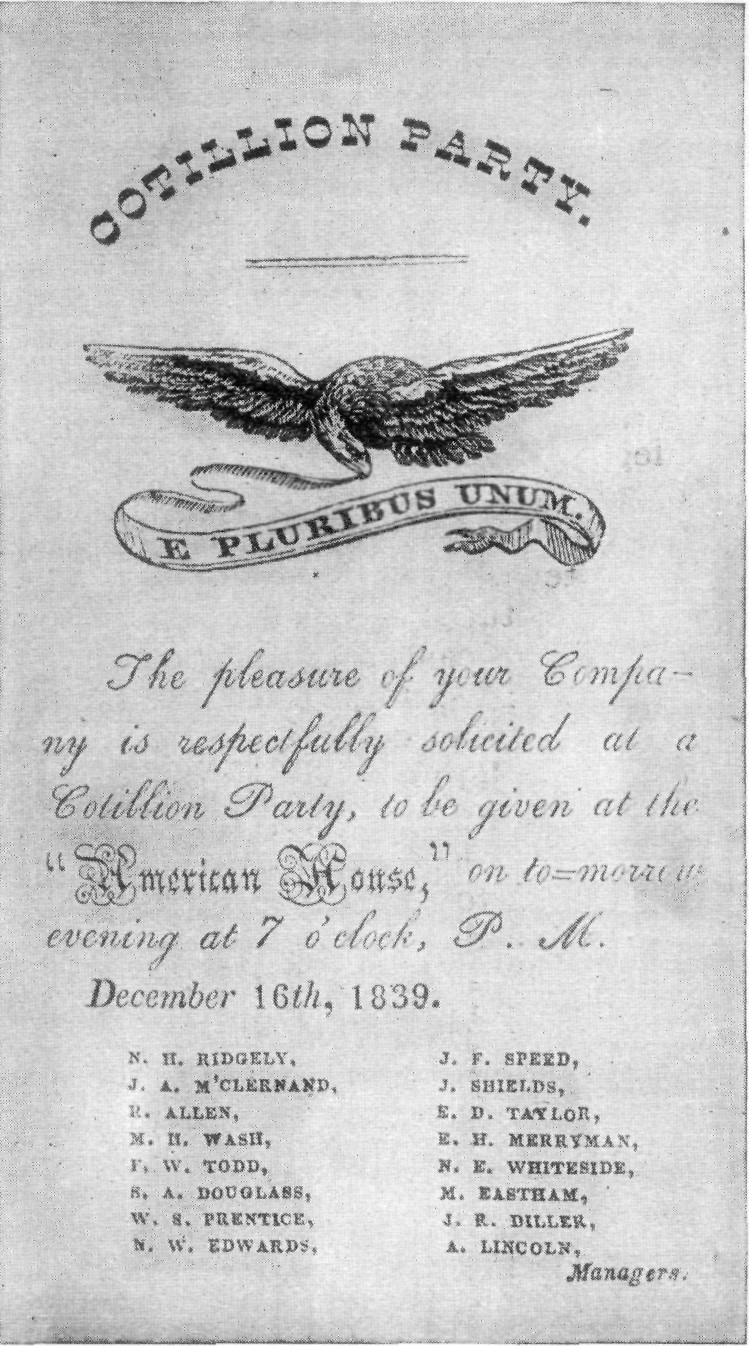 COTILLION PARTY.
E PLURIBUS UNUM.
The pleasure of your Compa-
ny is respectfully solicited at a
Cotillion Party, to be given at the
"American House," on to=morrow
evening at 7 o'clock, P. M.
December 16th, 1839.
N. H. RIDGELY,
J. A. M'CLERNAND,
R. ALLEN,
M. H. WASH,
F. W. TODD,
S. A. DOUGLASS,
W. S. PRENTICE,
N. W. EDWARDS,
J. F. SPEED,
J. SHIELDS,
E. D. TAYLOR,
E. H. MERRYMAN,
N. E. WHITESIDE,
M. EASTHAM,
J. R. DILLER,
A. LINCOLN,
Managers.